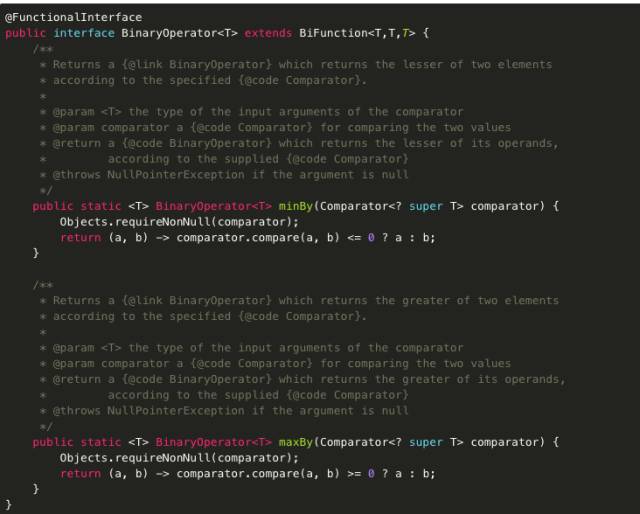 @FunctionalInterface
public interface BinaryOperator<T> extends BiFunction<T,T,T> {
    /**
     * Returns a {@link BinaryOperator} which returns the lesser of two elements
     * according to the specified {@code Comparator}.
     *
     * @param <T> the type of the input arguments of the comparator
     * @param comparator a {@code Comparator} for comparing the two values
     * @return a {@code BinaryOperator} which returns the lesser of its operands,
     *         according to the supplied {@code Comparator}
     * @throws NullPointerException if the argument is null
     */
    public static <T> BinaryOperator<T> minBy(Comparator<? super T> comparator) {
        Objects.requireNonNull(comparator);
        return (a, b) -> comparator.compare(a, b) <= 0 ? a : b;
    }

    /**
     * Returns a {@link BinaryOperator} which returns the greater of two elements
     * according to the specified {@code Comparator}.
     *
     * @param <T> the type of the input arguments of the comparator
     * @param comparator a {@code Comparator} for comparing the two values
     * @return a {@code BinaryOperator} which returns the greater of its operands,
     *         according to the supplied {@code Comparator}
     * @throws NullPointerException if the argument is null
     */
    public static <T> BinaryOperator<T> maxBy(Comparator<? super T> comparator) {
        Objects.requireNonNull(comparator);
        return (a, b) -> comparator.compare(a, b) >= 0 ? a : b;
    }
}